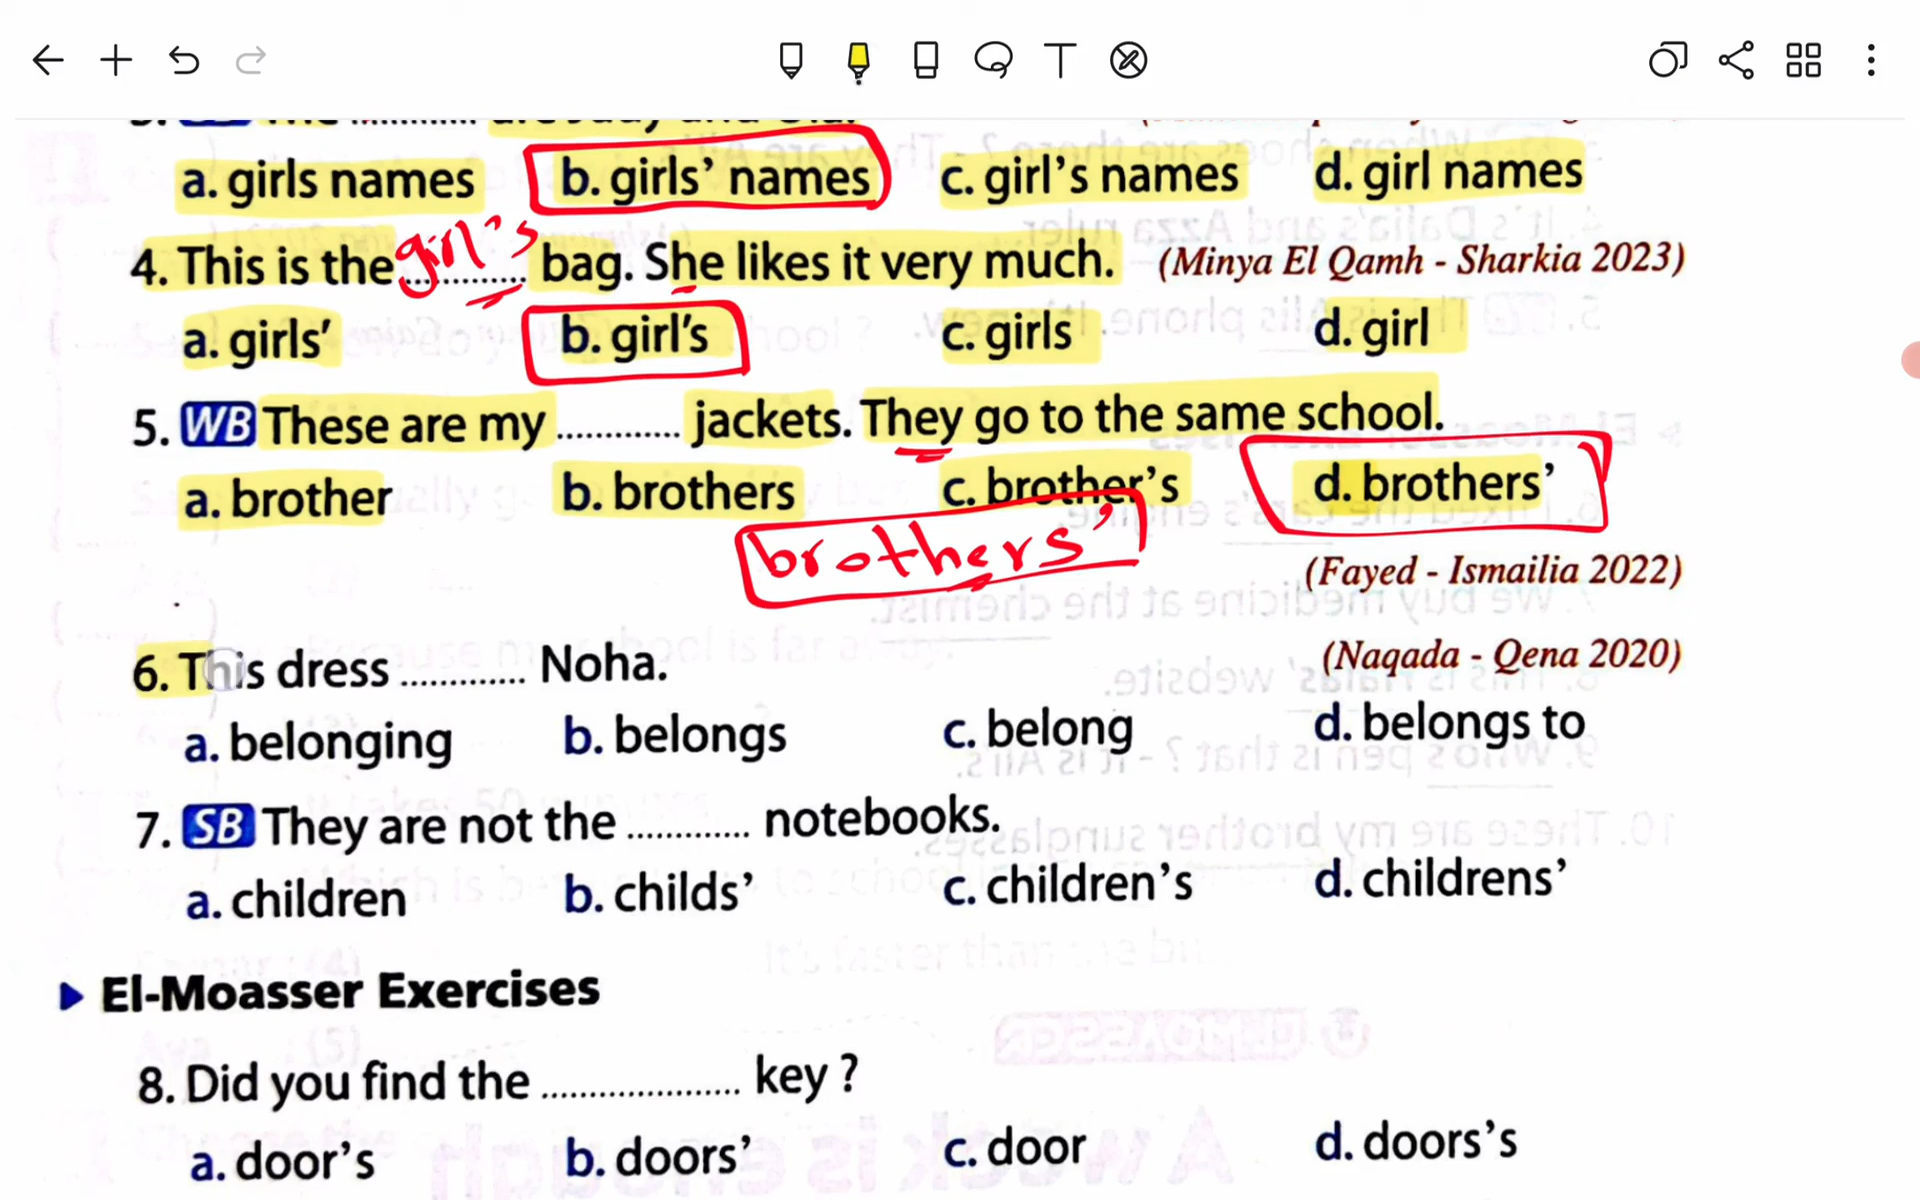 a. girls names b. girls' names c. girl's names d. girl names
girl's
4. This is the ............ bag. She likes it very much. (Minya El Qamh - Sharkia 2023)
a. girls' b. girl's c. girls d. girl
5. WB These are my ............. jackets. They go to the same school.
a. brother b. brothers c. brother's d. brothers'
brothers'
(Fayed - Ismailia 2022)
6. This dress ............. Noha. (Naqada - Qena 2020)
a. belonging b. belongs c. belong d. belongs to
7. SB They are not the ............. notebooks.
a. children b. childs' c. children's d. childrens'
El-Moasser Exercises
8. Did you find the ..................... key ?
a. door's b. doors' c. door d. doors's